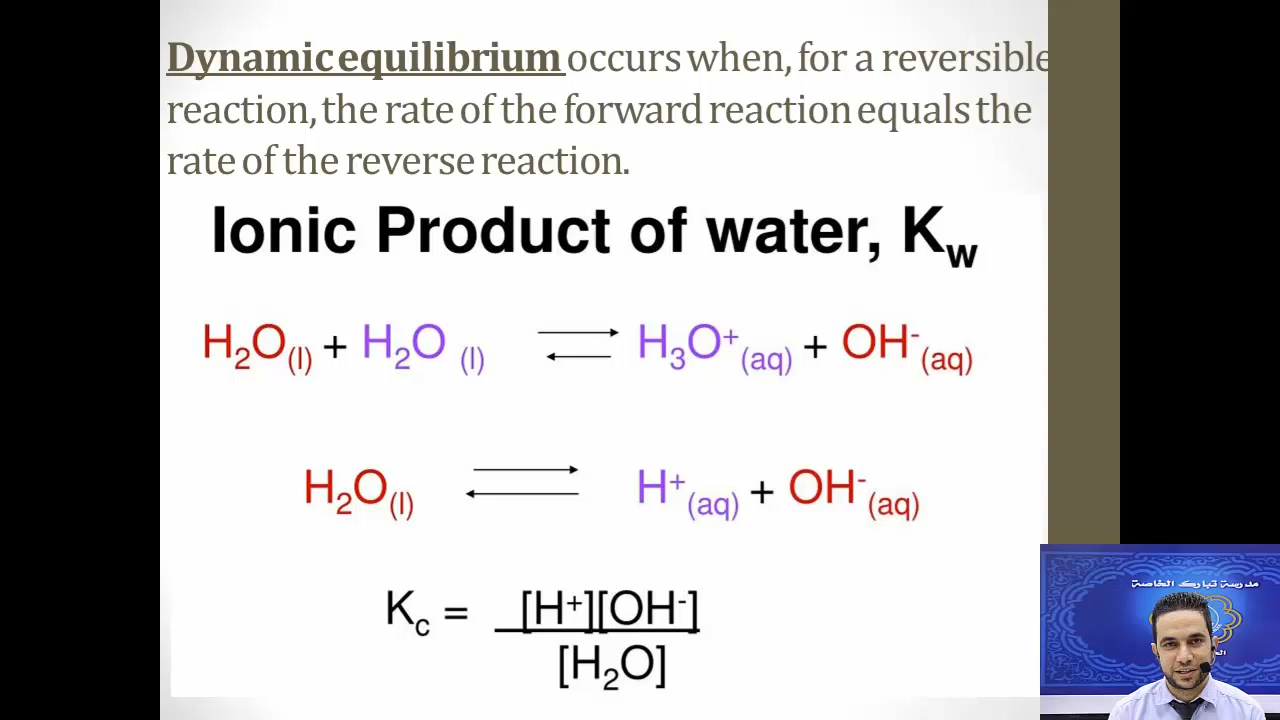 Dynamic equilibrium occurs when, for a reversible
reaction, the rate of the forward reaction equals the
rate of the reverse reaction.
Ionic Product of water, Kw
H₂O(l) + H₂O (l) ⇌ H₃O⁺(aq) + OH⁻(aq)
H₂O(l) ⇌ H⁺(aq) + OH⁻(aq)
Kc = [H⁺][OH⁻]
[H₂O]
مدرسة تبارك الخاصة